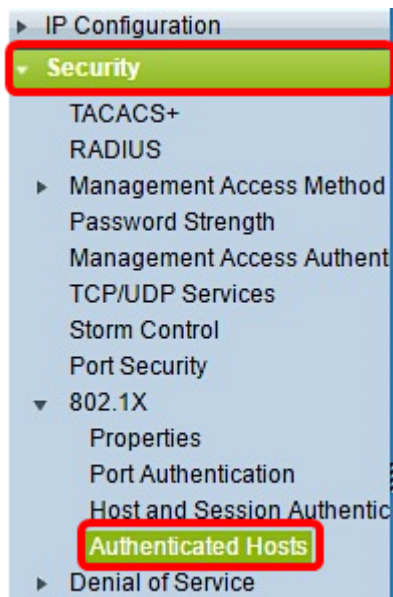 IP Configuration
Security
TACACS+
RADIUS
Management Access Method
Password Strength
Management Access Authent
TCP/UDP Services
Storm Control
Port Security
802.1X
Properties
Port Authentication
Host and Session Authentic
Authenticated Hosts
Denial of Service